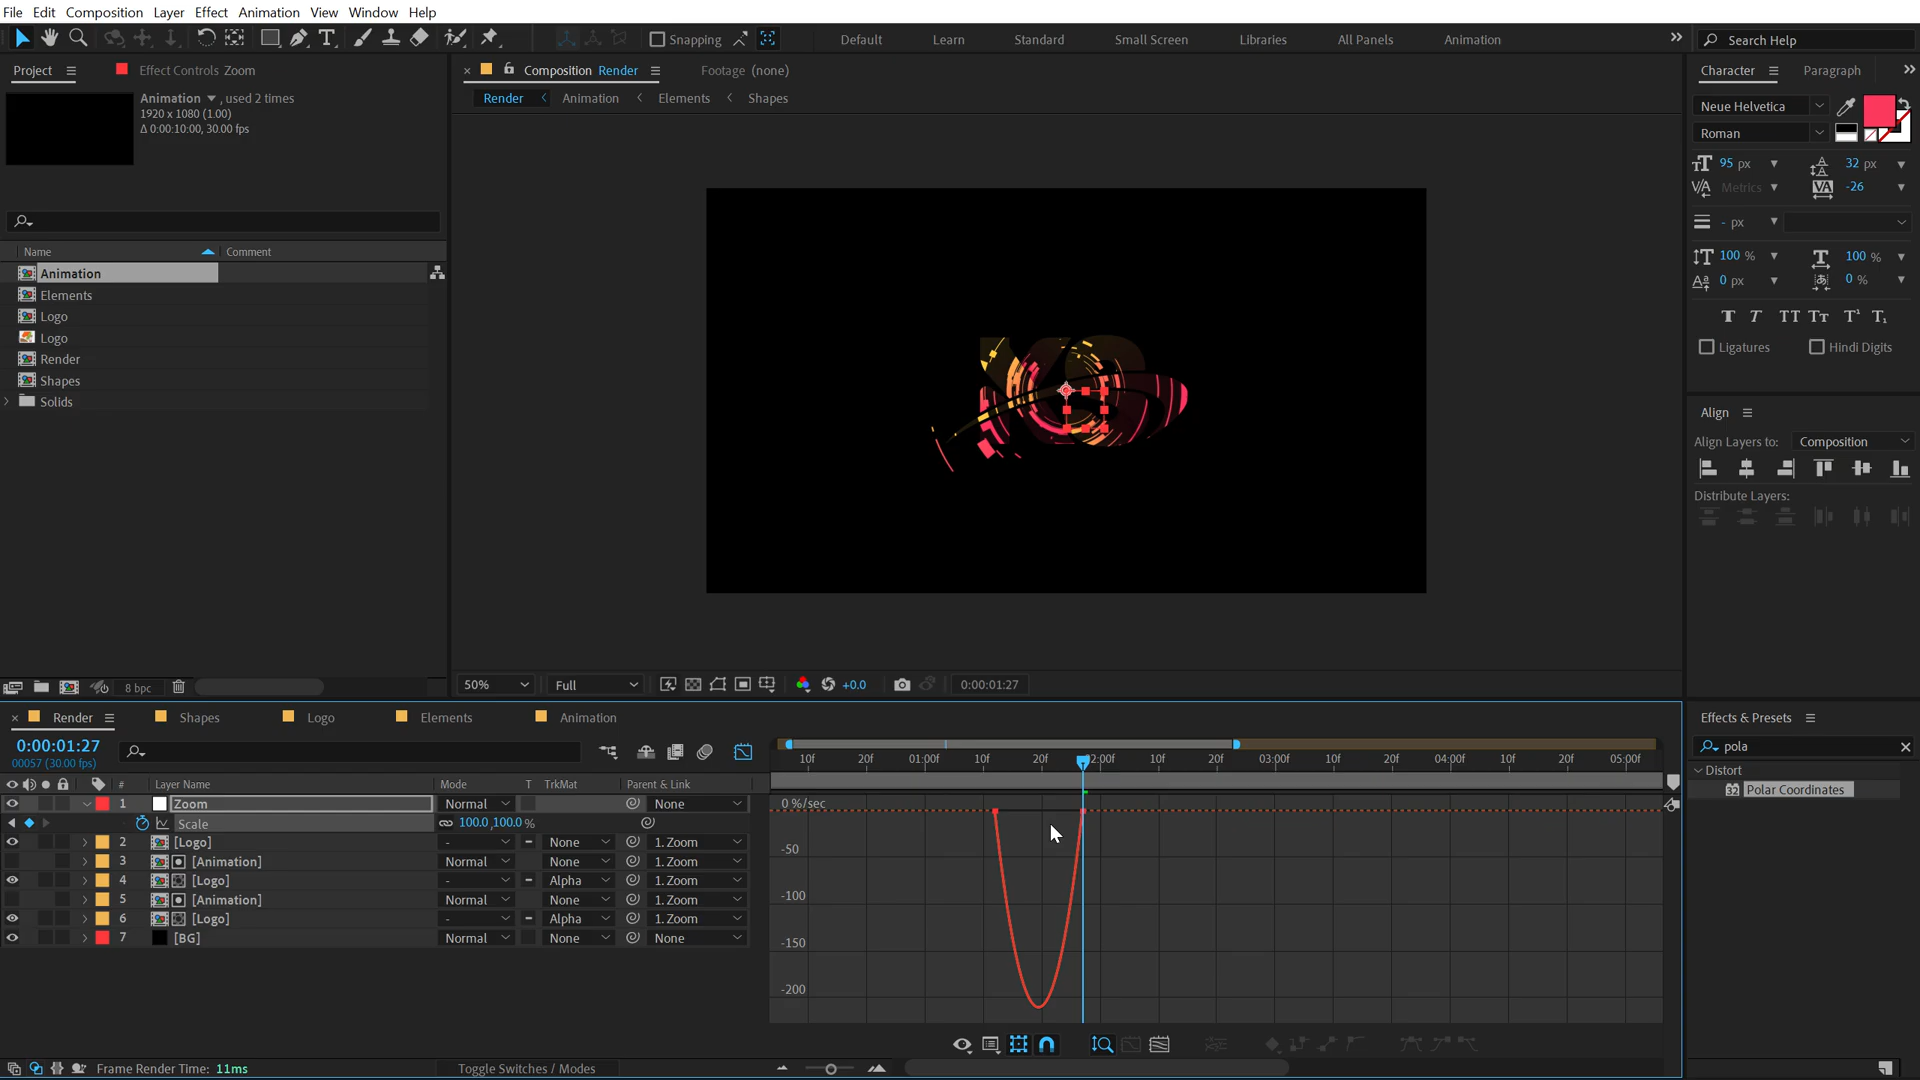 File Edit Composition Layer Effect Animation View Window Help
Snapping Default Learn Standard Small Screen Libraries All Panels Animation Search Help
Project Effect Controls Zoom
Composition Render Footage (none)
Character Paragraph
Render Animation Elements Shapes
Animation , used 2 times
1920 x 1080 (1.00)
Δ 0:00:10:00, 30.00 fps
Neue Helvetica
Roman
95 px 32 px
Metrics -26
- px
100 % 100 %
0 px 0 %
Ligatures Hindi Digits
Name Comment
Animation
Elements
Logo
Logo
Render
Shapes
Solids
Align
Align Layers to: Composition
Distribute Layers:
8 bpc
50% Full +0.0 0:00:01:27
Render Shapes Logo Elements Animation
0:00:01:27
00057 (30.00 fps)
10f 20f 01:00f 10f 20f 2:00f 10f 20f 03:00f 10f 20f 04:00f 10f 20f 05:00f
# Layer Name Mode T TrkMat Parent & Link
1 Zoom Normal None
Scale 100.0,100.0 %
2 [Logo] - None 1. Zoom
3 [Animation] Normal None None
4 [Logo] - Alpha 1. Zoom
5 [Animation] Normal None None
6 [Logo] - Alpha 1. Zoom
7 [BG] Normal None None
0 %/sec
-50
-100
-150
-200
Effects & Presets
pola
Distort
32 Polar Coordinates
Frame Render Time: 11ms
Toggle Switches / Modes